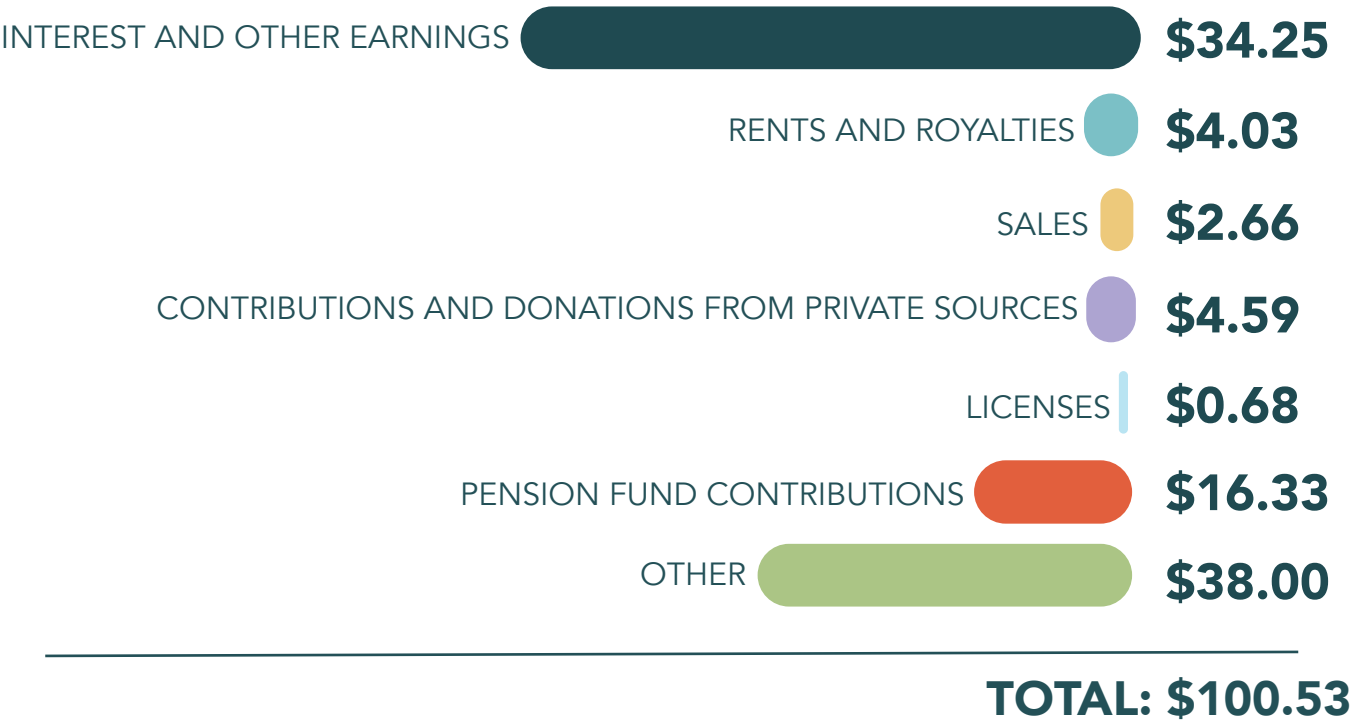 INTEREST AND OTHER EARNINGS $34.25
RENTS AND ROYALTIES $4.03
SALES $2.66
CONTRIBUTIONS AND DONATIONS FROM PRIVATE SOURCES $4.59
LICENSES $0.68
PENSION FUND CONTRIBUTIONS $16.33
OTHER $38.00
TOTAL: $100.53